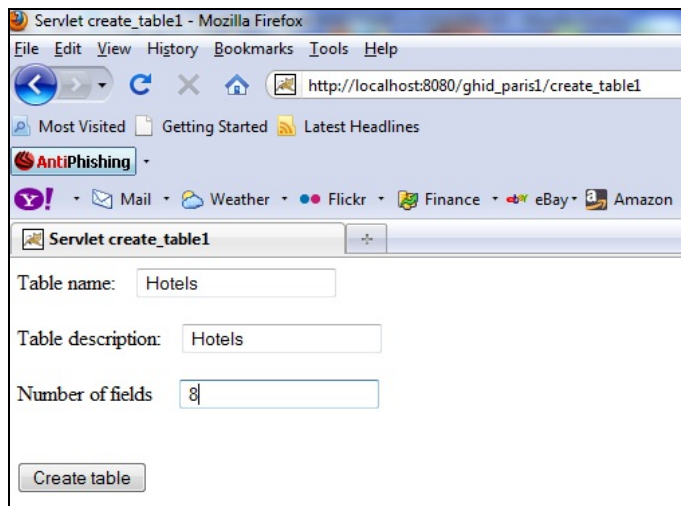 Servlet create_table1 - Mozilla Firefox
File Edit View History Bookmarks Tools Help
http://localhost:8080/ghid_paris1/create_table1
Most Visited Getting Started Latest Headlines
AntiPhishing
Y! Mail Weather Flickr Finance ebY eBay a Amazon
Servlet create_table1
Table name: Hotels
Table description: Hotels
Number of fields 8
Create table